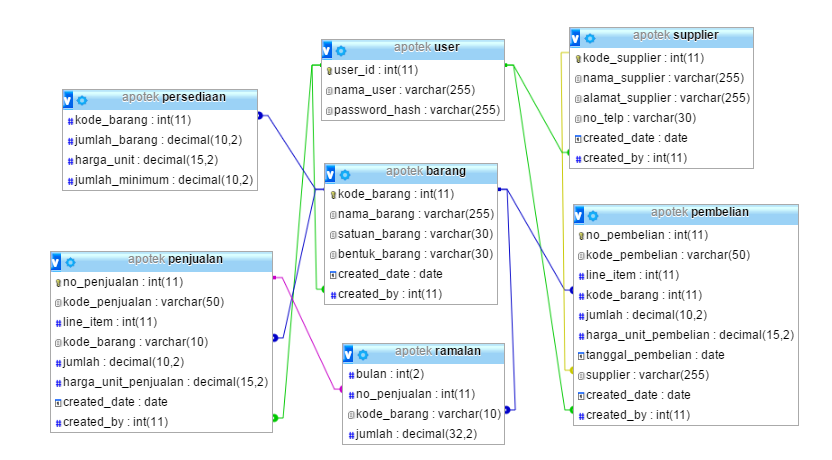 apotek user
user_id : int(11)
nama_user : varchar(255)
password_hash : varchar(255)
apotek supplier
kode_supplier : int(11)
nama_supplier : varchar(255)
alamat_supplier : varchar(255)
no_telp : varchar(30)
created_date : date
created_by : int(11)
apotek persediaan
kode_barang : int(11)
jumlah_barang : decimal(10,2)
harga_unit : decimal(15,2)
jumlah_minimum : decimal(10,2)
apotek barang
kode_barang : int(11)
nama_barang : varchar(255)
satuan_barang : varchar(30)
bentuk_barang : varchar(30)
created_date : date
created_by : int(11)
apotek pembelian
no_pembelian : int(11)
kode_pembelian : varchar(50)
line_item : int(11)
kode_barang : int(11)
jumlah : decimal(10,2)
harga_unit_pembelian : decimal(15,2)
tanggal_pembelian : date
supplier : varchar(255)
created_date : date
created_by : int(11)
apotek penjualan
no_penjualan : int(11)
kode_penjualan : varchar(50)
line_item : int(11)
kode_barang : varchar(10)
jumlah : decimal(10,2)
harga_unit_penjualan : decimal(15,2)
created_date : date
created_by : int(11)
apotek ramalan
bulan : int(2)
no_penjualan : int(11)
kode_barang : varchar(10)
jumlah : decimal(32,2)